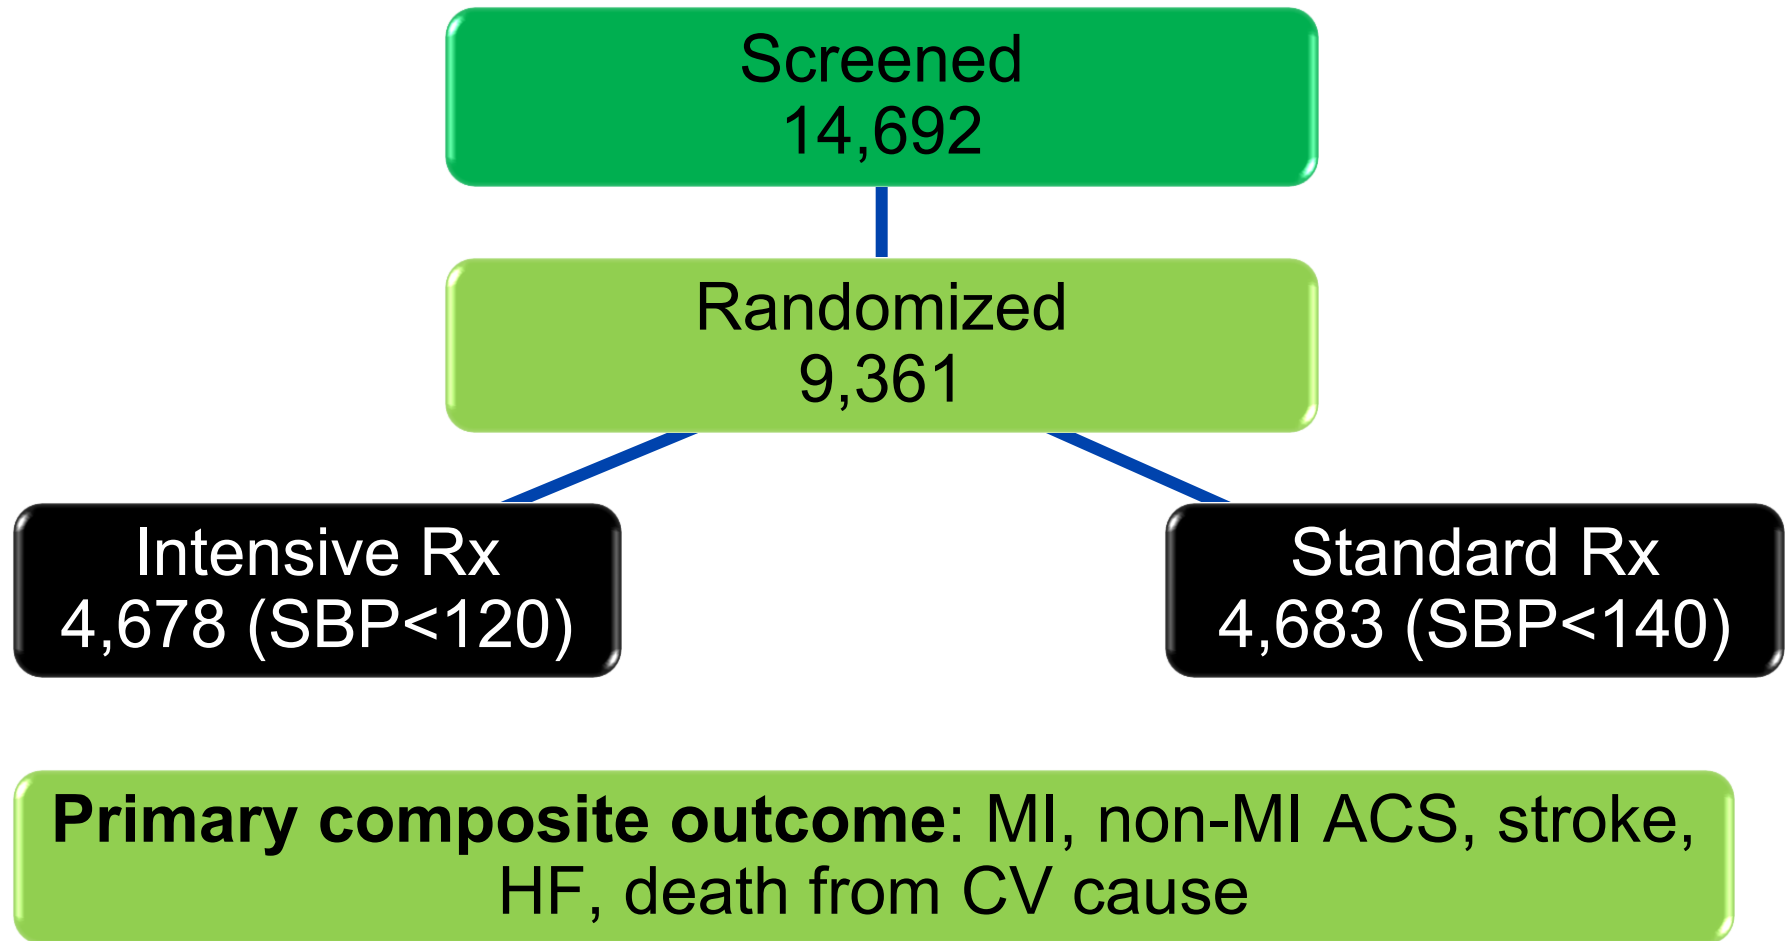 Screened
14,692
Randomized
9,361
Intensive Rx
4,678 (SBP<120)
Standard Rx
4,683 (SBP<140)
Primary composite outcome: MI, non-MI ACS, stroke,
HF, death from CV cause